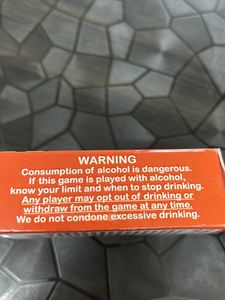 WARNING
Consumption of alcohol is dangerous.
If this game is played with alcohol,
know your limit and when to stop drinking.
Any player may opt out of drinking or
withdraw from the game at any time.
We do not condone excessive drinking.